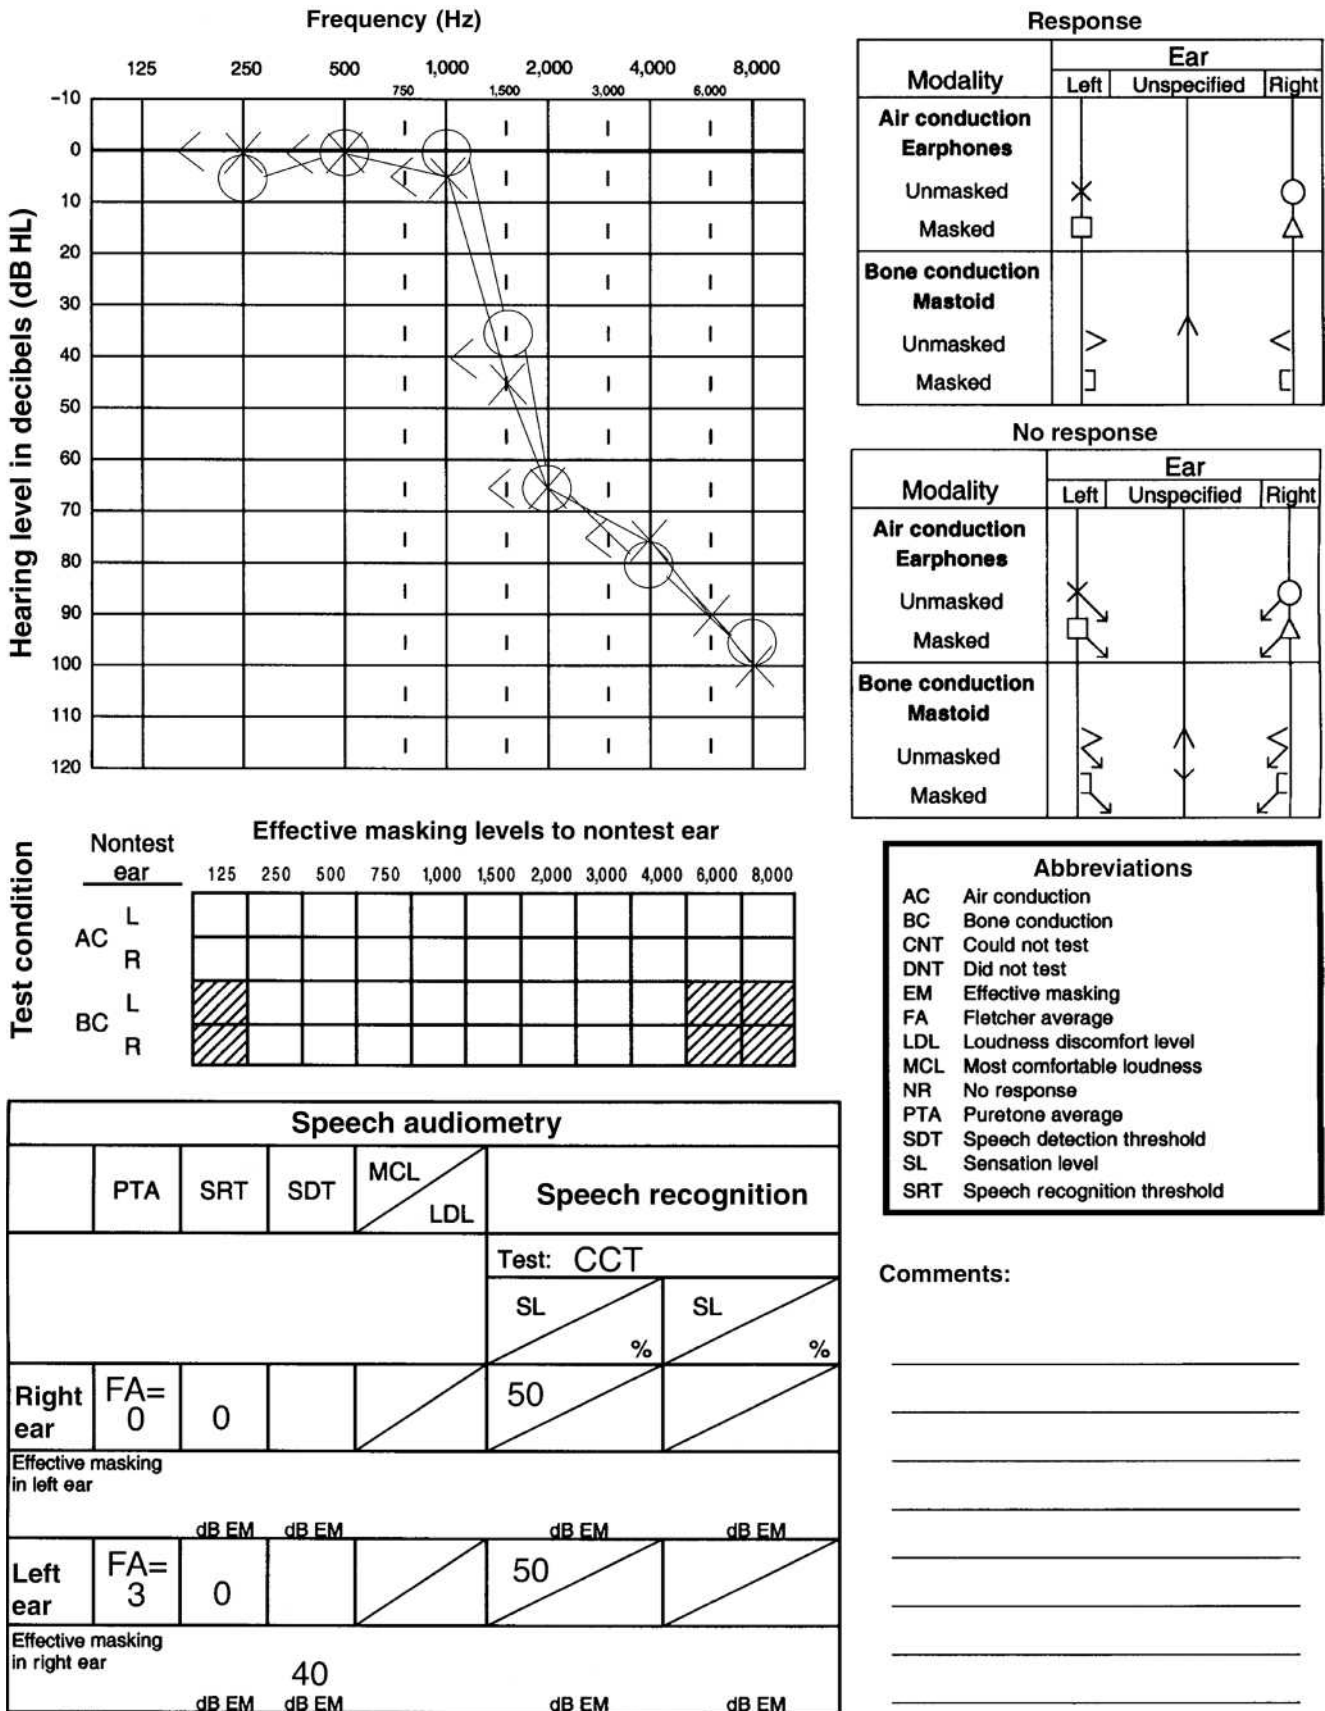 Frequency (Hz)
125 250 500 1,000 2,000 4,000 8,000
750 1,500 3,000 6,000
Hearing level in decibels (dB HL)
-10
0
10
20
30
40
50
60
70
80
90
100
110
120
Response
Modality
Ear
Left Unspecified Right
Air conduction
Earphones
Unmasked
Masked
Bone conduction
Mastoid
Unmasked
Masked
No response
Modality
Ear
Left Unspecified Right
Air conduction
Earphones
Unmasked
Masked
Bone conduction
Mastoid
Unmasked
Masked
Effective masking levels to nontest ear
Test condition
Nontest
ear
125 250 500 750 1,000 1,500 2,000 3,000 4,000 6,000 8,000
AC
L
R
BC
L
R
Abbreviations
AC Air conduction
BC Bone conduction
CNT Could not test
DNT Did not test
EM Effective masking
FA Fletcher average
LDL Loudness discomfort level
MCL Most comfortable loudness
NR No response
PTA Puretone average
SDT Speech detection threshold
SL Sensation level
SRT Speech recognition threshold
Speech audiometry
PTA SRT SDT MCL LDL Speech recognition
Test: CCT
SL % SL %
Right ear FA= 0 0 50
Effective masking
in left ear
dB EM dB EM dB EM dB EM
Left ear FA= 3 0 50
Effective masking
in right ear
40
dB EM dB EM dB EM dB EM
Comments: